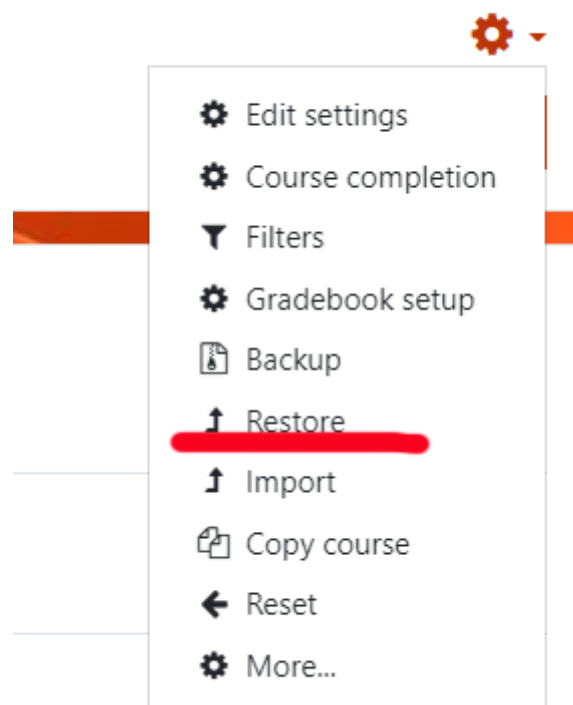 Edit settings
Course completion
Filters
Gradebook setup
Backup
Restore
Import
Copy course
Reset
More...